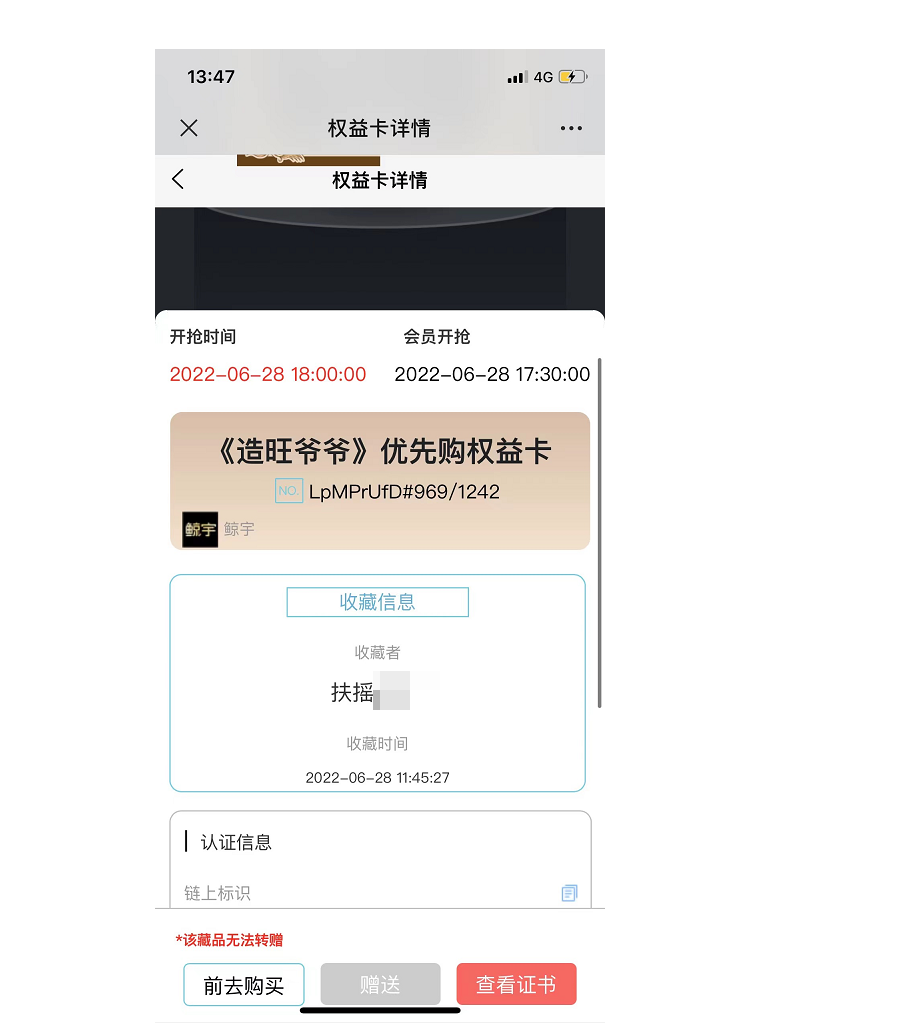 13:47
4G
权益卡详情
权益卡详情
开抢时间
会员开抢
2022-06-28 18:00:00
2022-06-28 17:30:00
《造旺爷爷》优先购权益卡
NO. LpMPrUfD#969/1242
鲸宇 鲸宇
收藏信息
收藏者
扶摇
收藏时间
2022-06-28 11:45:27
认证信息
链上标识
*该藏品无法转赠
前去购买
赠送
查看证书